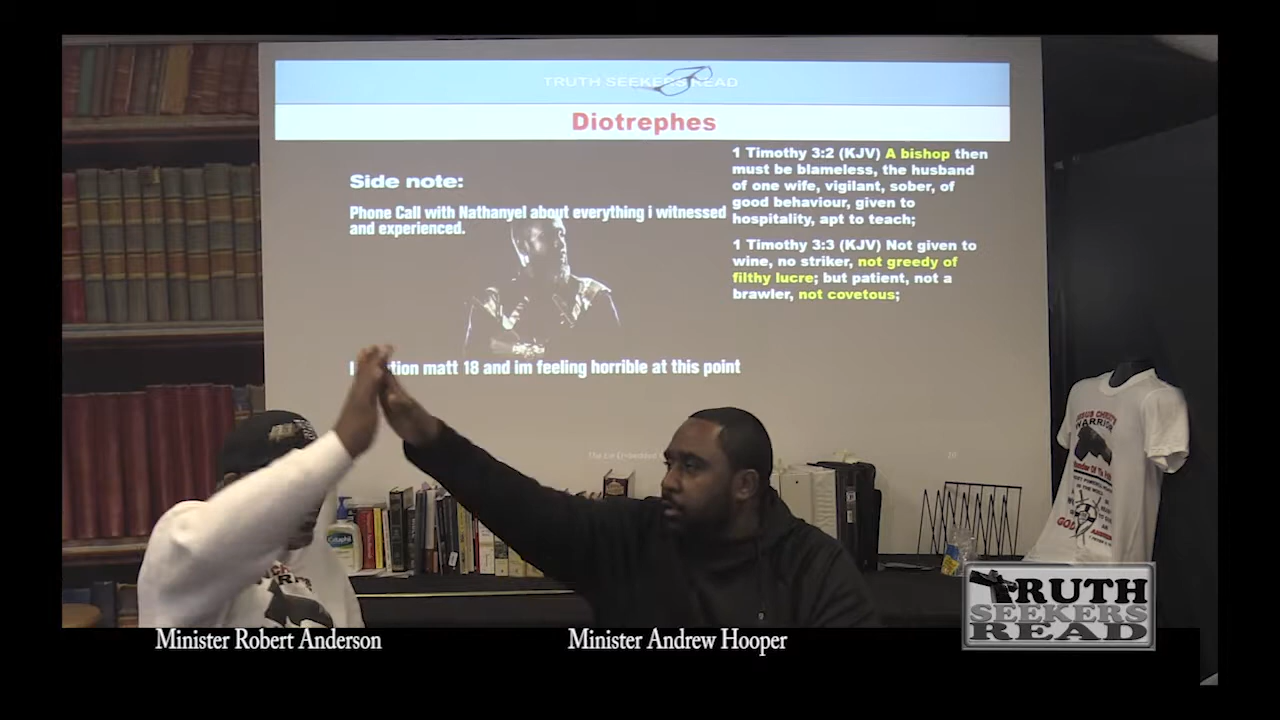 TRUTH SEEKERS READ
Diotrephes
Side note:
Phone Call with Nathanyel about everything i witnessed
and experienced.
matt 18 and im feeling horrible at this point
1 Timothy 3:2 (KJV) A bishop then
must be blameless, the husband
of one wife, vigilant, sober, of
good behaviour, given to
hospitality, apt to teach;
1 Timothy 3:3 (KJV) Not given to
wine, no striker, not greedy of
filthy lucre; but patient, not a
brawler, not covetous;
Cetaphil
WARRIOR
GOD
TRUTH
SEEKERS
READ
Minister Robert Anderson
Minister Andrew Hooper